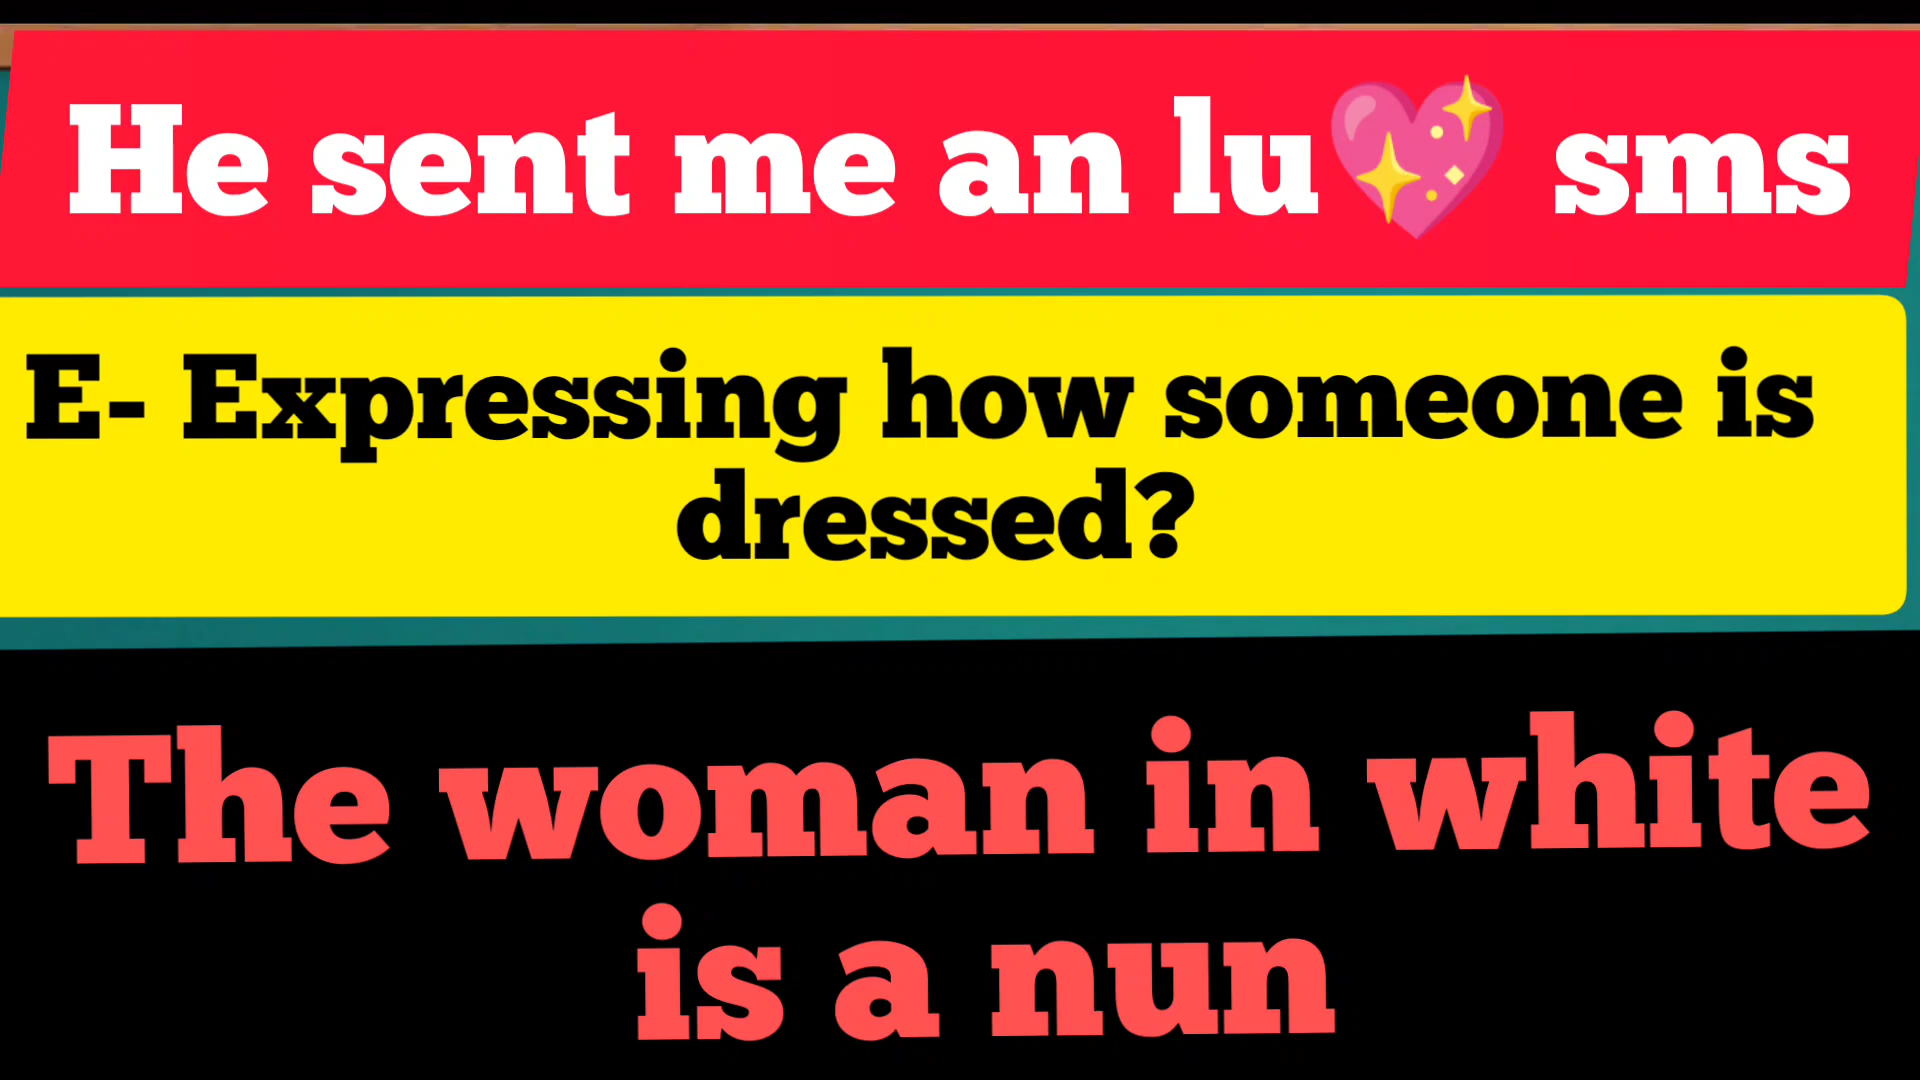 He sent me an lu💖 sms
E- Expressing how someone is
dressed?
The woman in white
is a nun